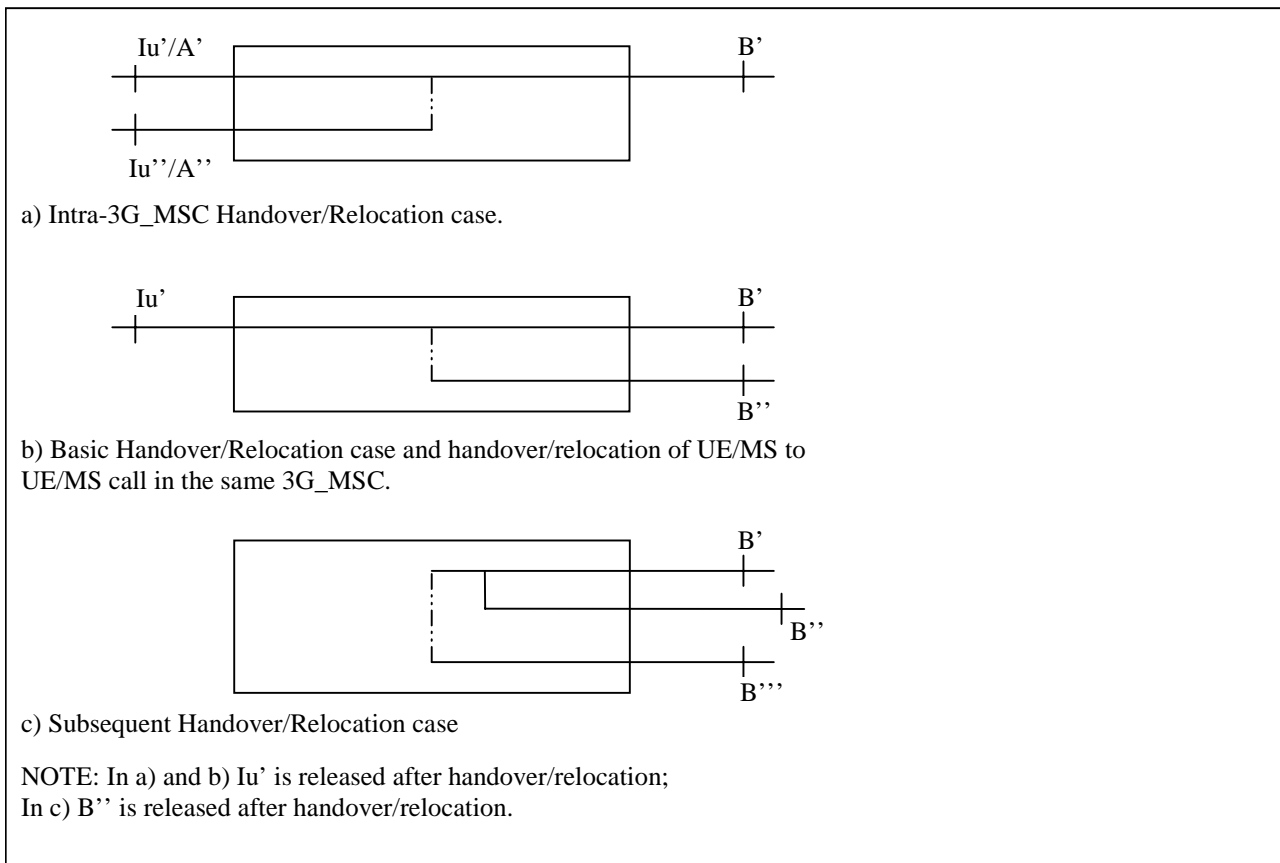 Iu’/A’
B’
Iu’’/A’’
a) Intra-3G_MSC Handover/Relocation case.
Iu’
B’
B’’
b) Basic Handover/Relocation case and handover/relocation of UE/MS to
UE/MS call in the same 3G_MSC.
B’
B’’
B’’’
c) Subsequent Handover/Relocation case
NOTE: In a) and b) Iu’ is released after handover/relocation;
In c) B’’ is released after handover/relocation.